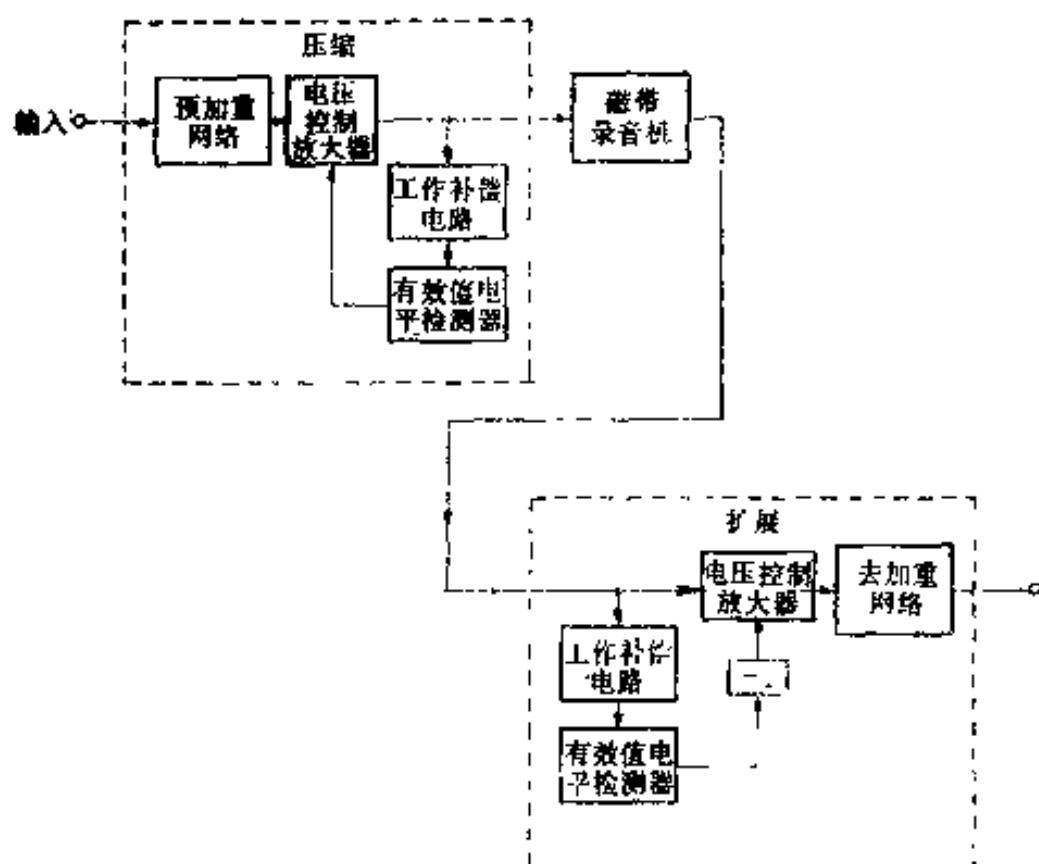 压缩
输入
预加重
网络
电压
控制
放大器
磁带
录音机
工作补偿
电路
有效值电
平检测器
扩展
电压控制
放大器
去加重
网络
工作补偿
电路
有效值电
平检测器